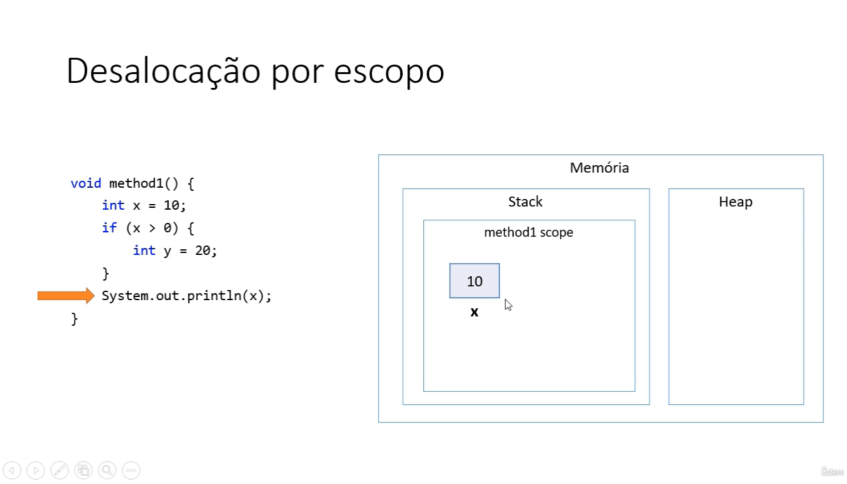 Desalocação por escopo
void method1() {
int x = 10;
if (x > 0) {
int y = 20;
}
System.out.println(x);
}
Memória
Stack
Heap
method1 scope
10
x
Udemy